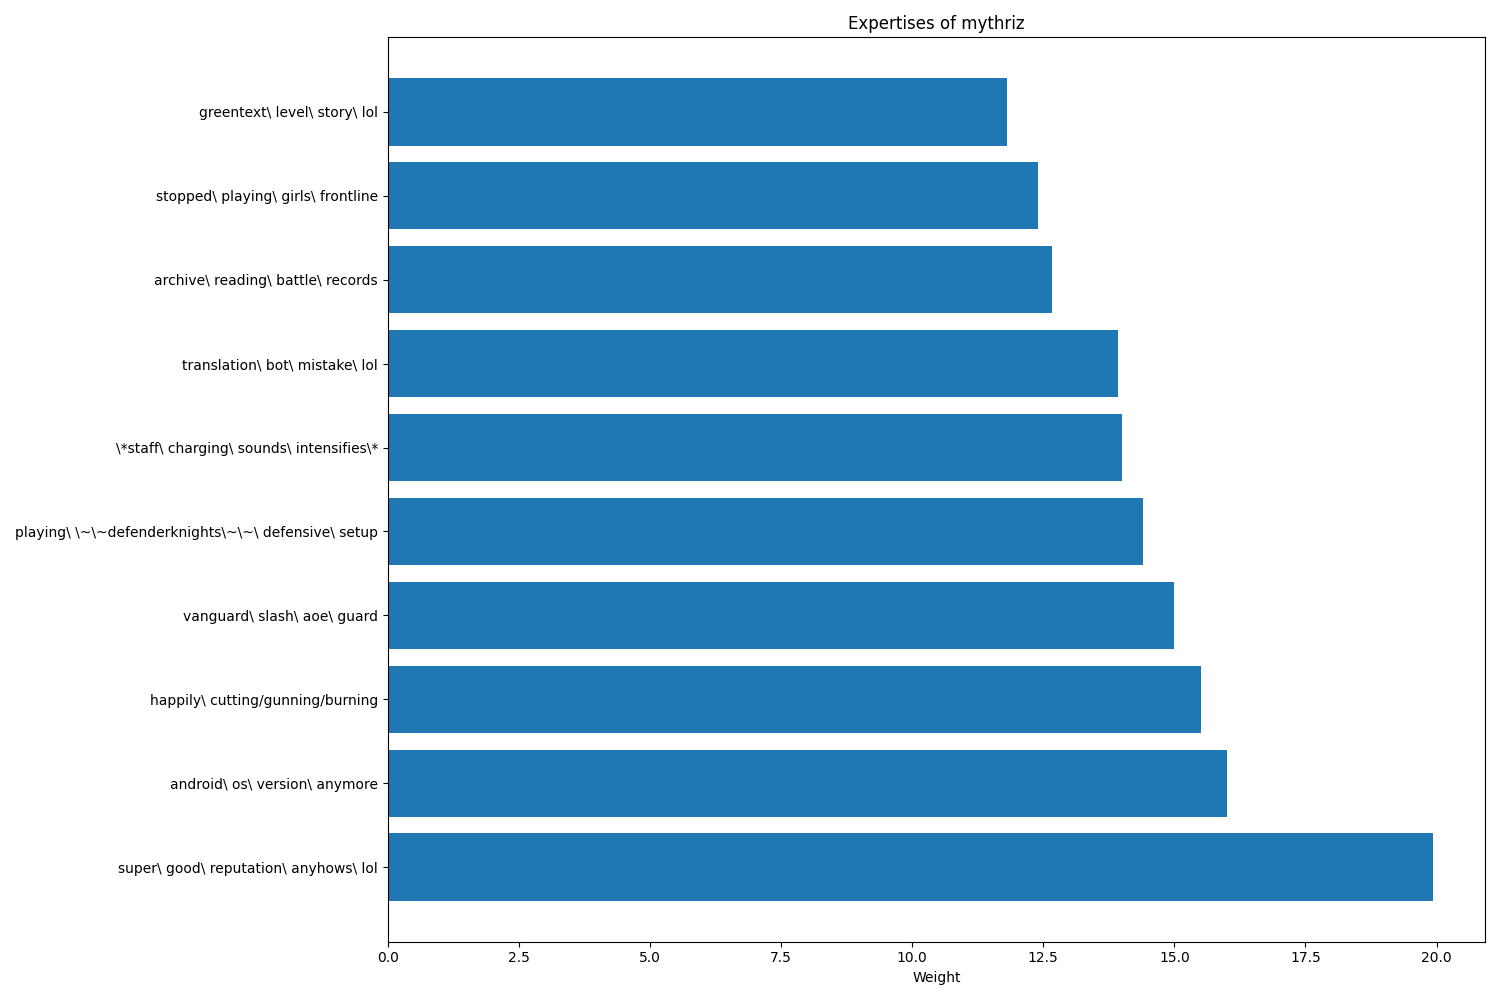 Expertises of mythriz
greentext\ level\ story\ lol
stopped\ playing\ girls\ frontline
archive\ reading\ battle\ records
translation\ bot\ mistake\ lol
\*staff\ charging\ sounds\ intensifies\*
playing\ \~\~defenderknights\~\~\ defensive\ setup
vanguard\ slash\ aoe\ guard
happily\ cutting/gunning/burning
android\ os\ version\ anymore
super\ good\ reputation\ anyhows\ lol
0.0 2.5 5.0 7.5 10.0 12.5 15.0 17.5 20.0
Weight